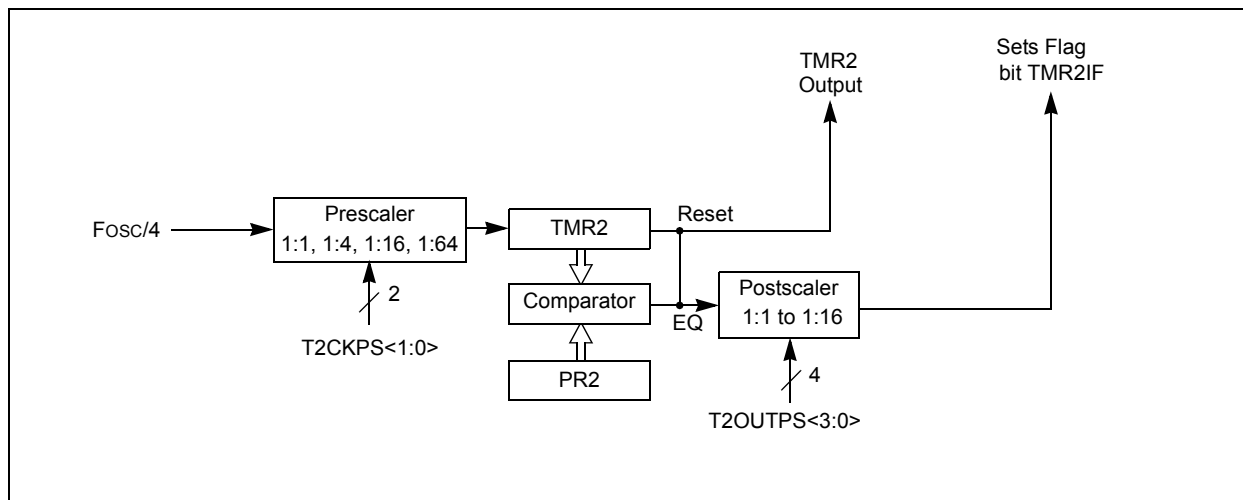 TMR2
Output
Sets Flag
bit TMR2IF
FOSC/4
Prescaler
1:1, 1:4, 1:16, 1:64
2
T2CKPS<1:0>
TMR2
Reset
Comparator
EQ
PR2
Postscaler
1:1 to 1:16
4
T2OUTPS<3:0>